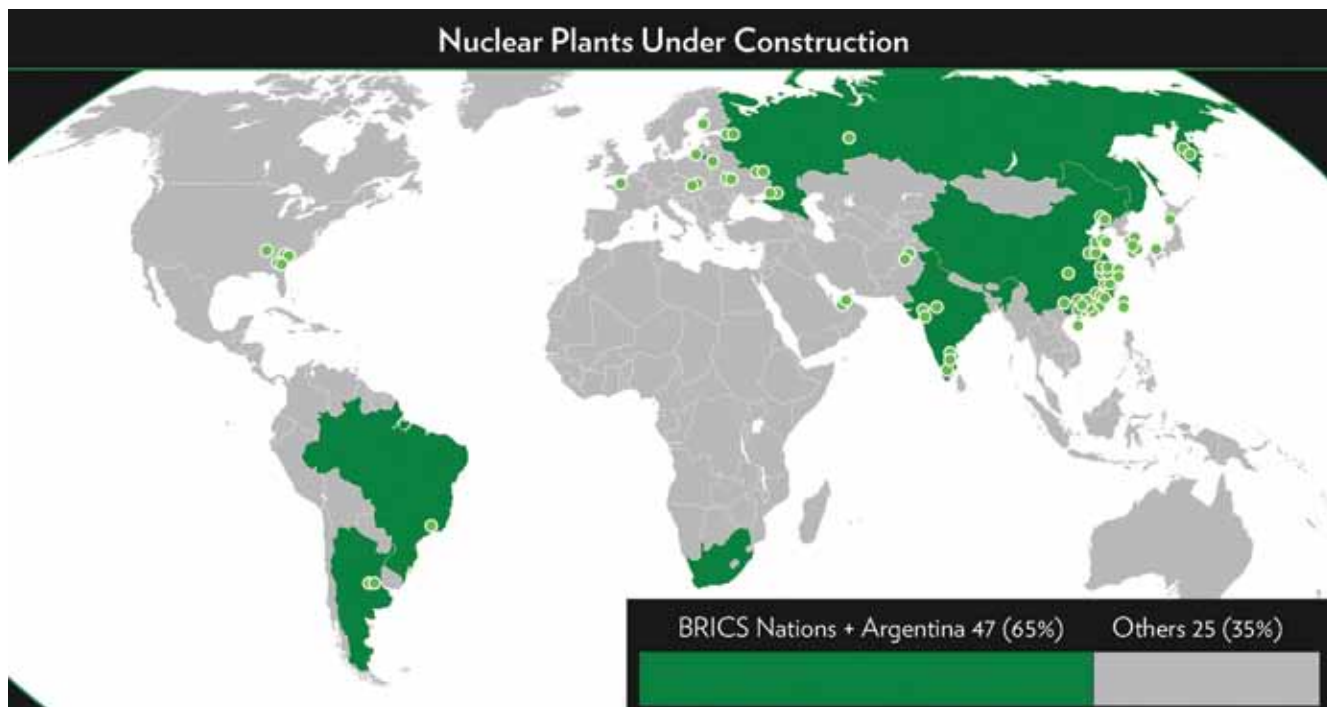 Nuclear Plants Under Construction
BRICS Nations + Argentina 47 (65%) Others 25 (35%)